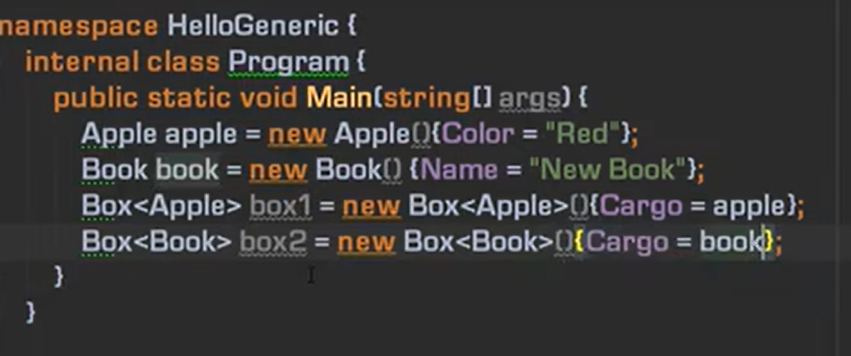 namespace HelloGeneric {
internal class Program {
public static void Main(string[] args) {
Apple apple = new Apple(){Color = "Red"};
Book book = new Book() {Name = "New Book"};
Box<Apple> box1 = new Box<Apple>(){Cargo = apple};
Box<Book> box2 = new Box<Book>(){Cargo = book};
}
}